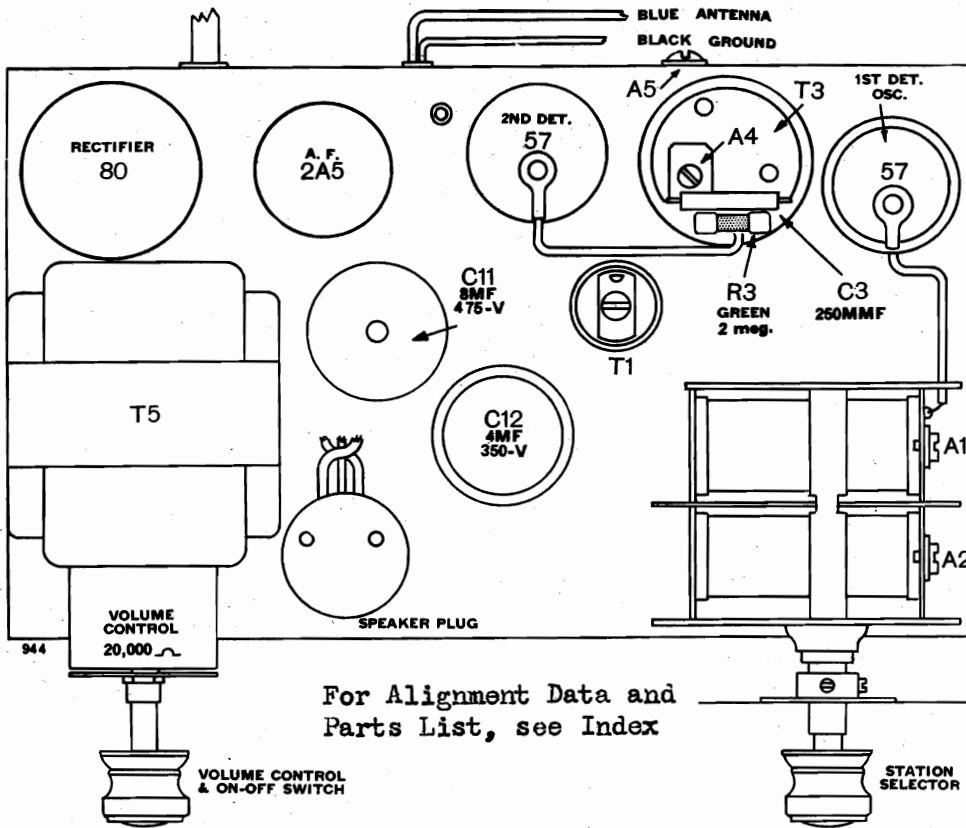 BLUE ANTENNA
BLACK GROUND
A5
T3
1ST DET.
OSC.
RECTIFIER
80
A. F.
2A5
2ND DET.
57
A4
57
C11
8MF
475-V
R3
GREEN
2 meg.
C3
250MMF
T1
T5
C12
4MF
350-V
A1
A2
VOLUME
CONTROL
20,000
SPEAKER PLUG
944
For Alignment Data and
Parts List, see Index
VOLUME CONTROL
& ON-OFF SWITCH
STATION
SELECTOR